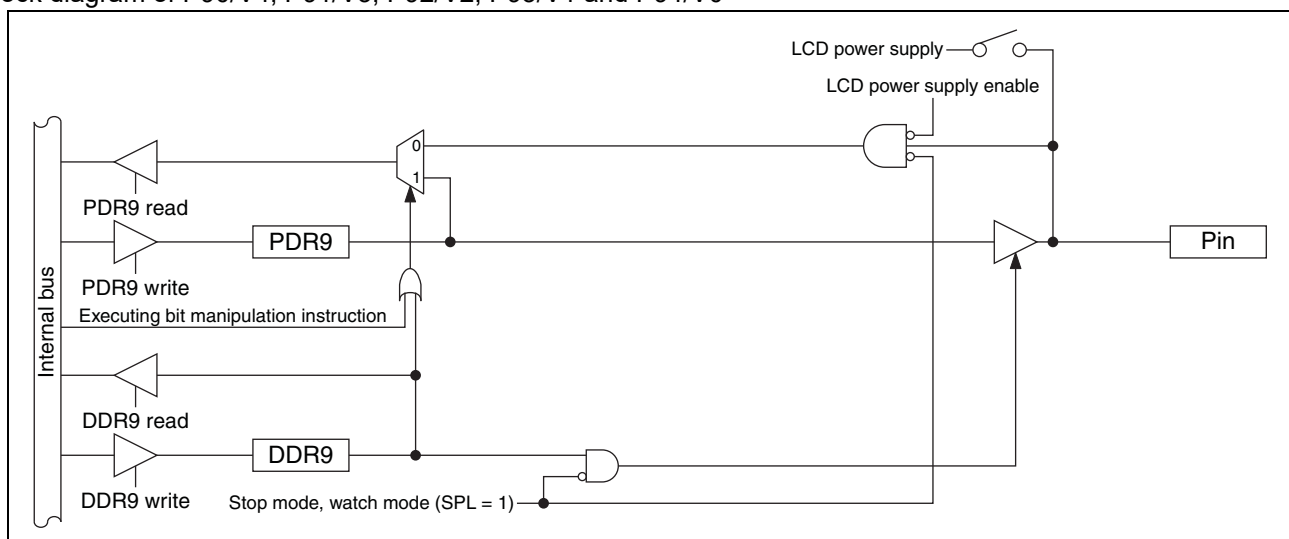 LCD power supply
LCD power supply enable
0
1
PDR9 read
PDR9
Pin
PDR9 write
Executing bit manipulation instruction
Internal bus
DDR9 read
DDR9
DDR9 write
Stop mode, watch mode (SPL = 1)